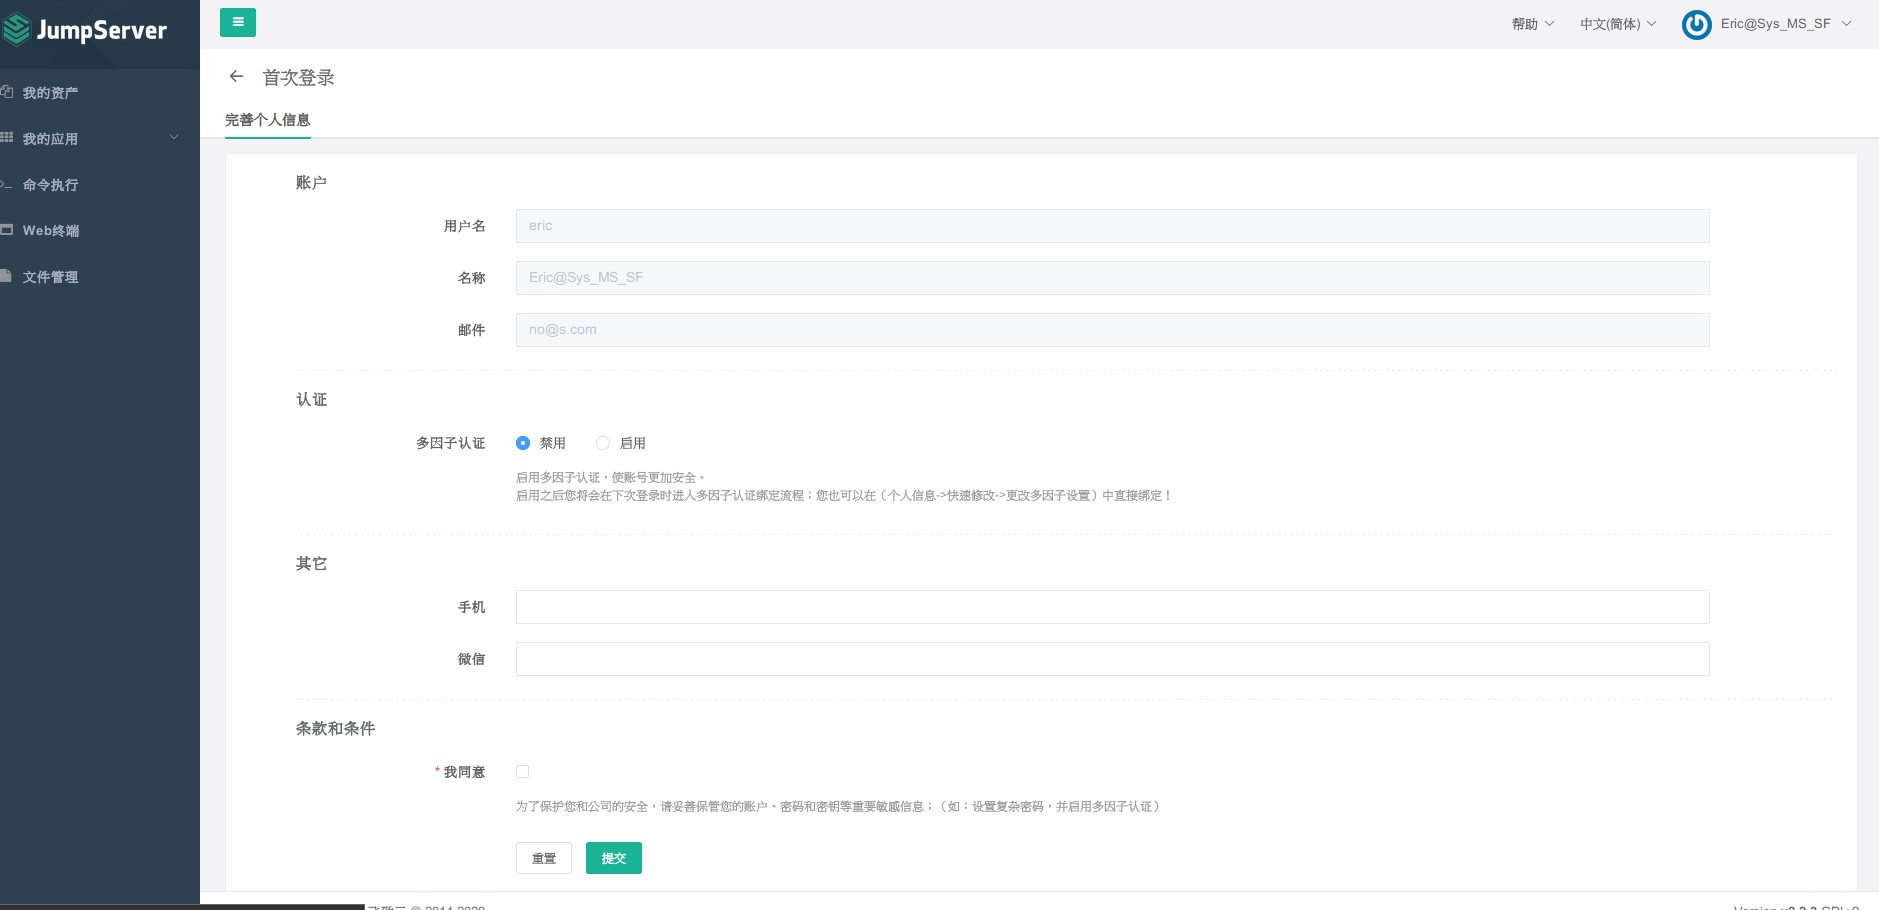 JumpServer
帮助
中文(简体)
Eric@Sys_MS_SF
我的资产
我的应用
命令执行
Web终端
文件管理
首次登录
完善个人信息
账户
用户名 eric
名称 Eric@Sys_MS_SF
邮件 no@s.com
认证
多因子认证 禁用 启用
启用多因子认证，使账号更加安全。
启用之后您将会在下次登录时进入多因子认证绑定流程；您也可以在（个人信息->快速修改->更改多因子设置）中直接绑定！
其它
手机
微信
条款和条件
* 我同意
为了保护您和公司的安全，请妥善保管您的账户、密码和密钥等重要敏感信息；（如：设置复杂密码，并启用多因子认证）
重置 提交